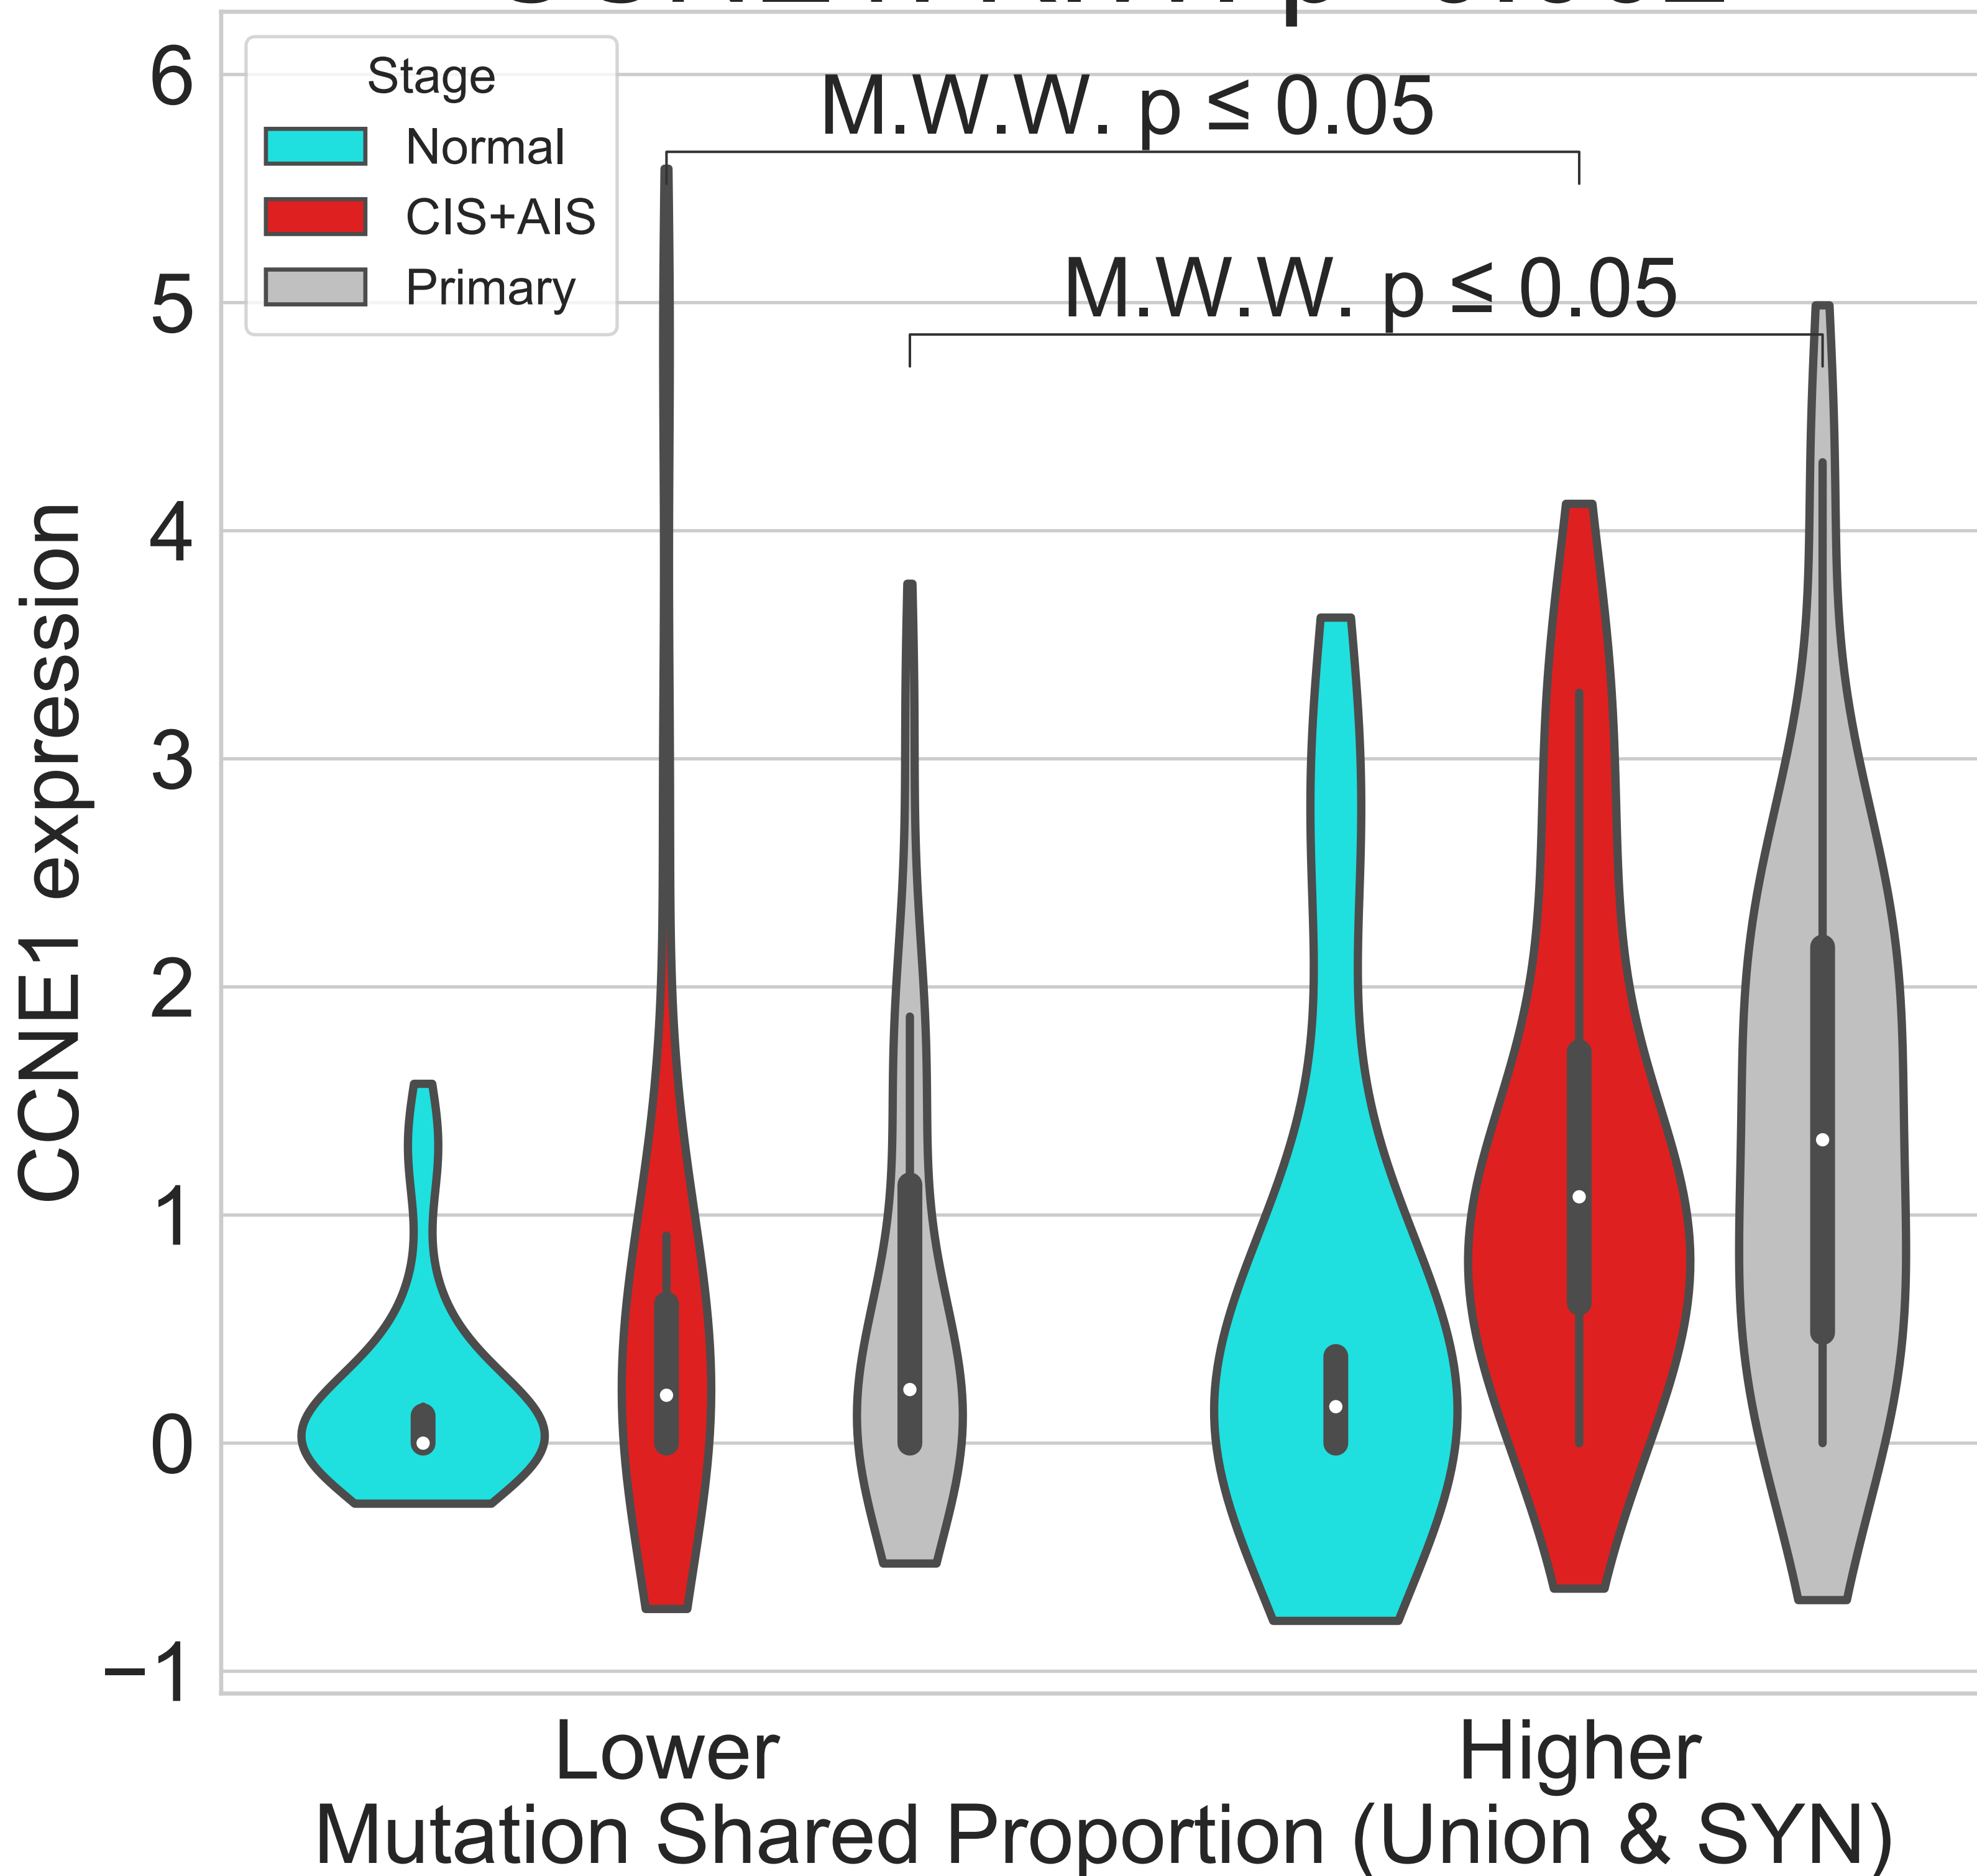 6
Stage
M.W.W. p ≤ 0.05
Normal
CIS+AIS
Primary
M.W.W. p ≤ 0.05
5
4
3
2
1
0
−1
CCNE1 expression
Lower
Higher
Mutation Shared Proportion (Union & SYN)